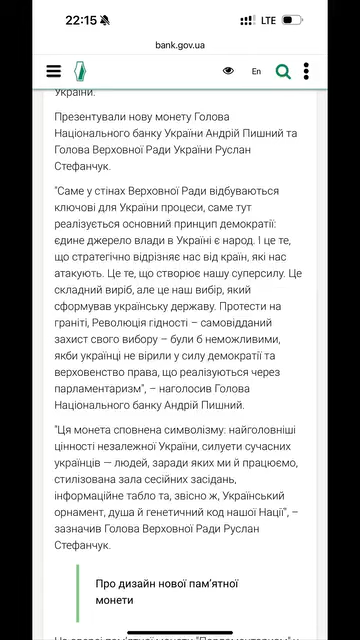 22:15
LTE
bank.gov.ua
En
України.
Презентували нову монету Голова
Національного банку України Андрій Пишний та
Голова Верховної Ради України Руслан
Стефанчук.
"Саме у стінах Верховної Ради відбуваються
ключові для України процеси, саме тут
реалізується основний принцип демократії:
єдине джерело влади в Україні є народ. І це те,
що стратегічно відрізняє нас від країн, які нас
атакують. Це те, що створює нашу суперсилу. Це
складний виріб, але це наш вибір, який
сформував українську державу. Протести на
граніті, Революція гідності – самовідданий
захист свого вибору – були б неможливими,
якби українці не вірили у силу демократії та
верховенство права, що реалізуються через
парламентаризм", – наголосив Голова
Національного банку Андрій Пишний.
"Ця монета сповнена символізму: найголовніші
цінності незалежної України, силуети сучасних
українців — людей, заради яких ми й працюємо,
стилізована зала сесійних засідань,
інформаційне табло та, звісно ж, Український
орнамент, душа й генетичний код нашої Нації", –
зазначив Голова Верховної Ради Руслан
Стефанчук.
Про дизайн нової пам’ятної
монети